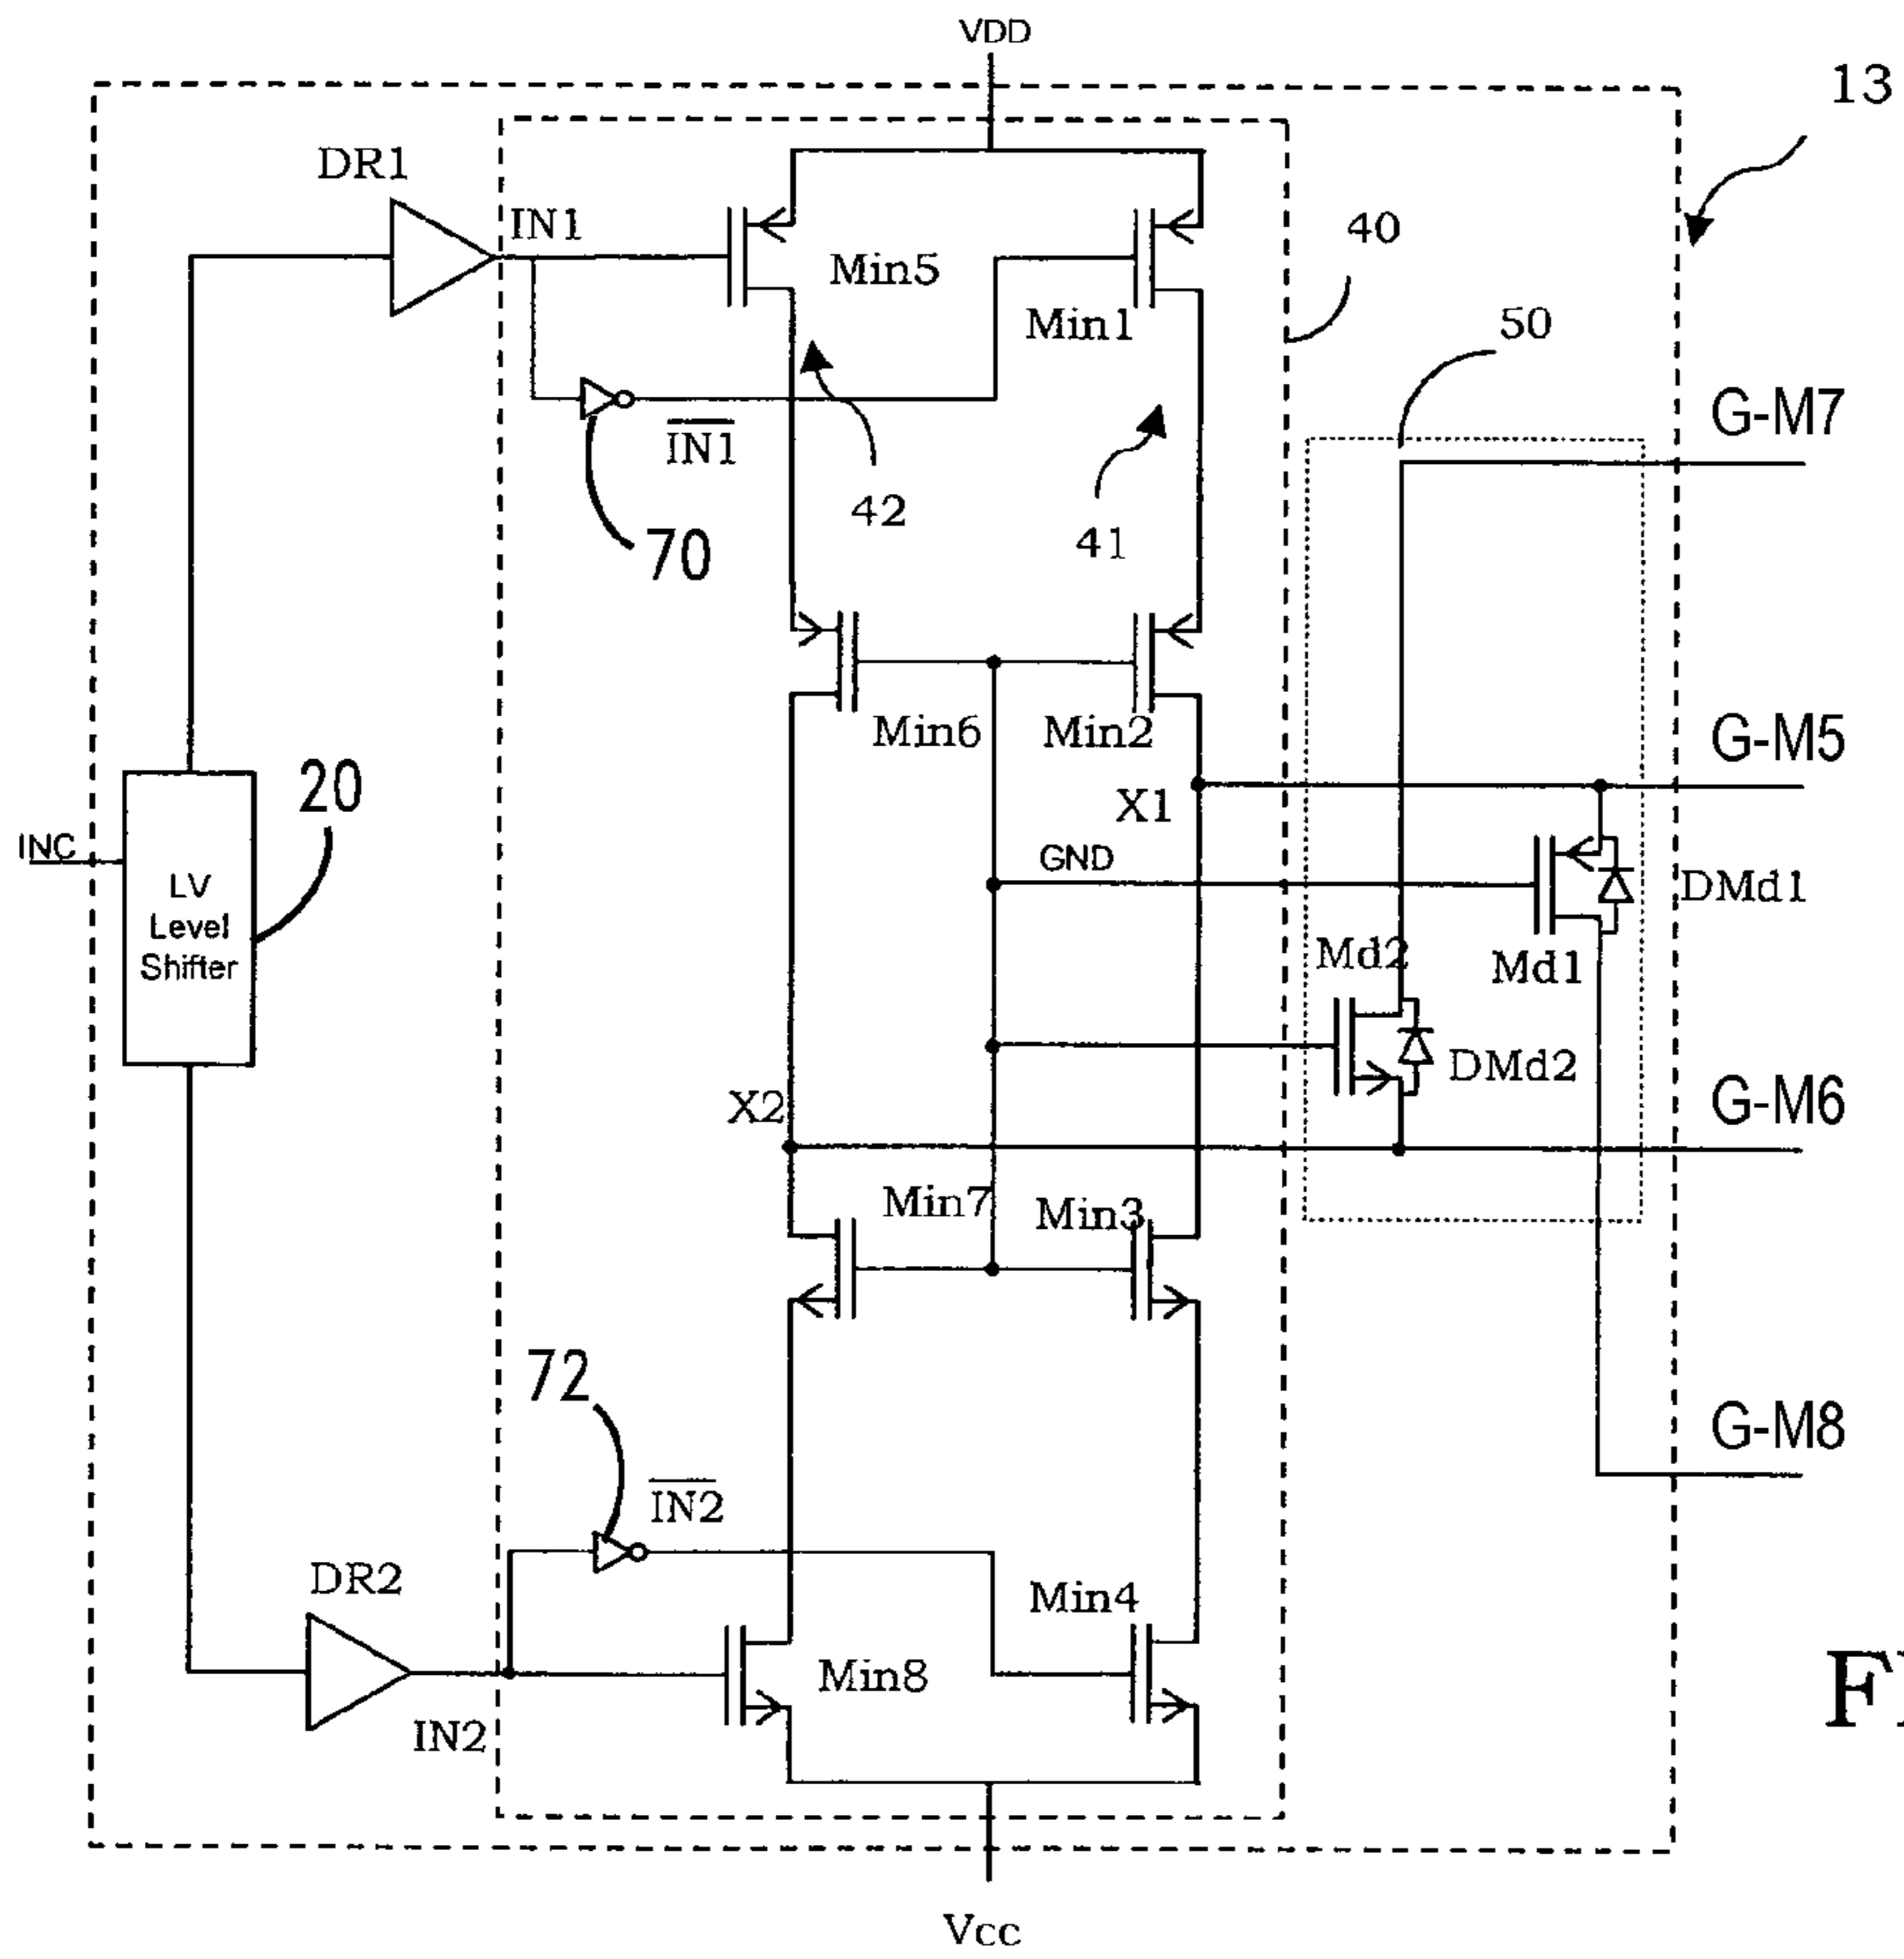 VDD
13
DR1
IN1
40
Min5
Min1
50
G-M7
IN1
42
41
70
Min6
Min2
G-M5
20
X1
INC
GND
LV
Level
Shifter
DMd1
Md2
Md1
DMd2
X2
G-M6
Min7
Min3
72
G-M8
IN2
DR2
Min4
Min8
IN2
Vcc